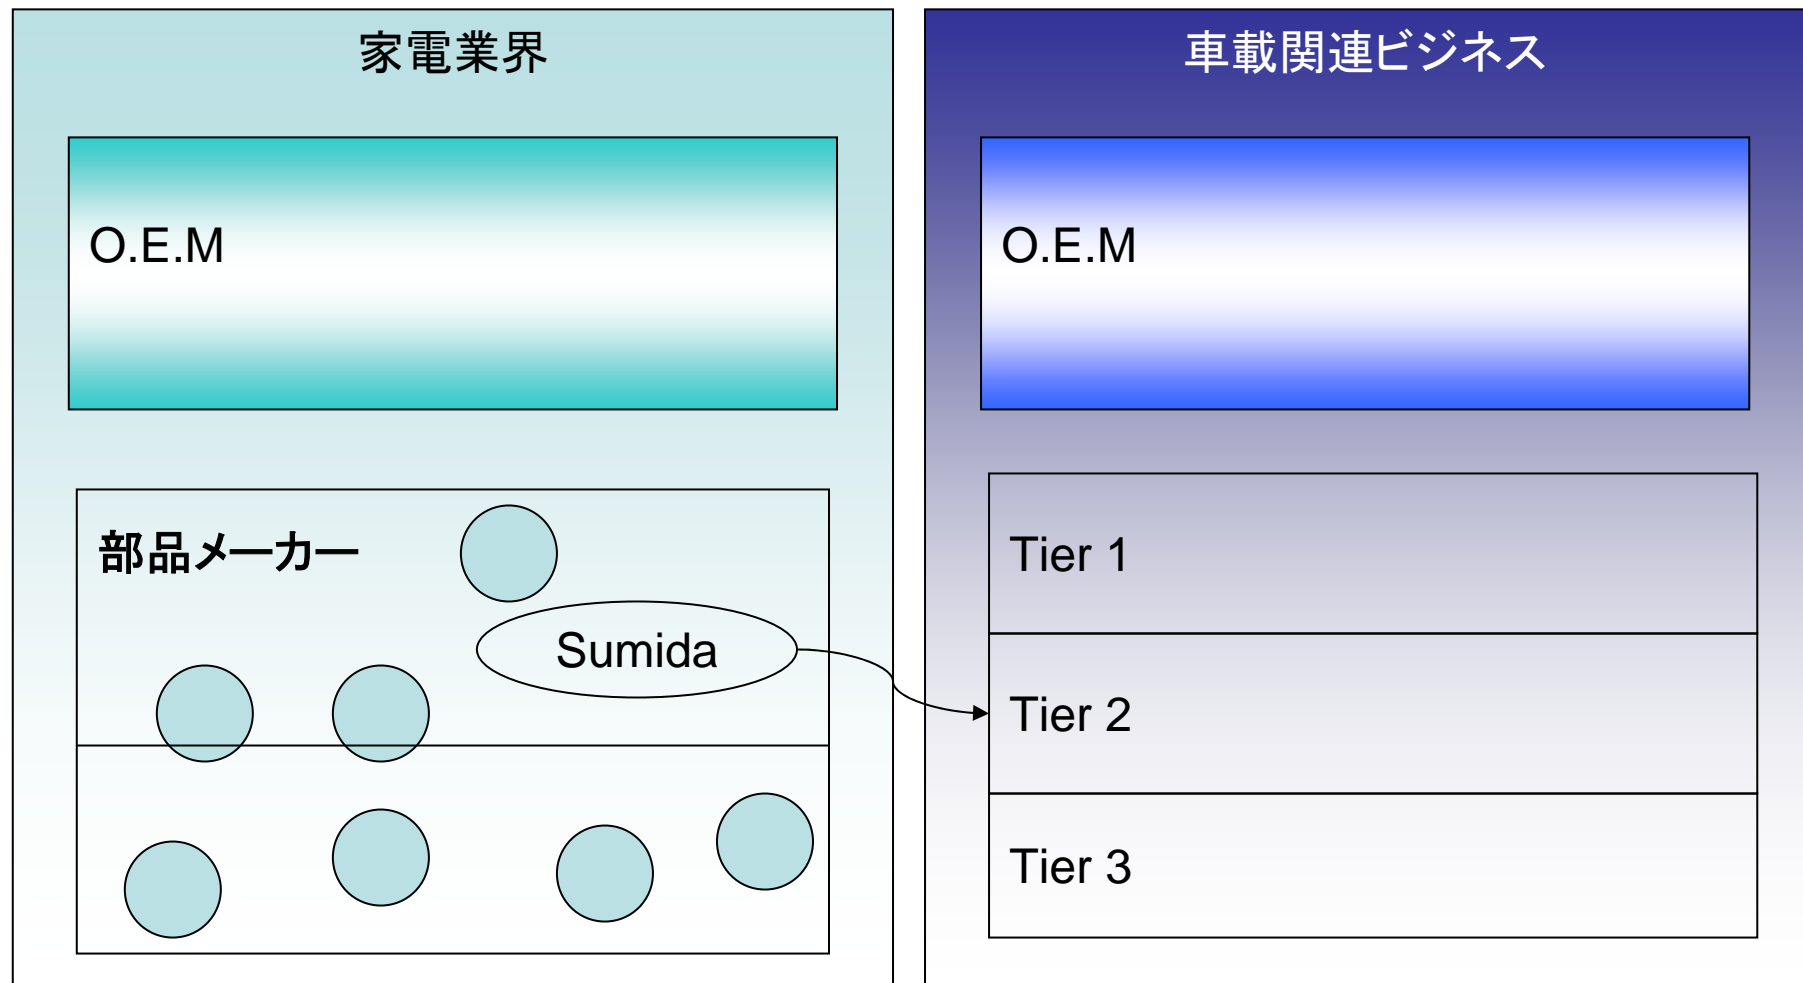 家電業界
O.E.M
部品メーカー
Sumida
車載関連ビジネス
O.E.M
Tier 1
Tier 2
Tier 3